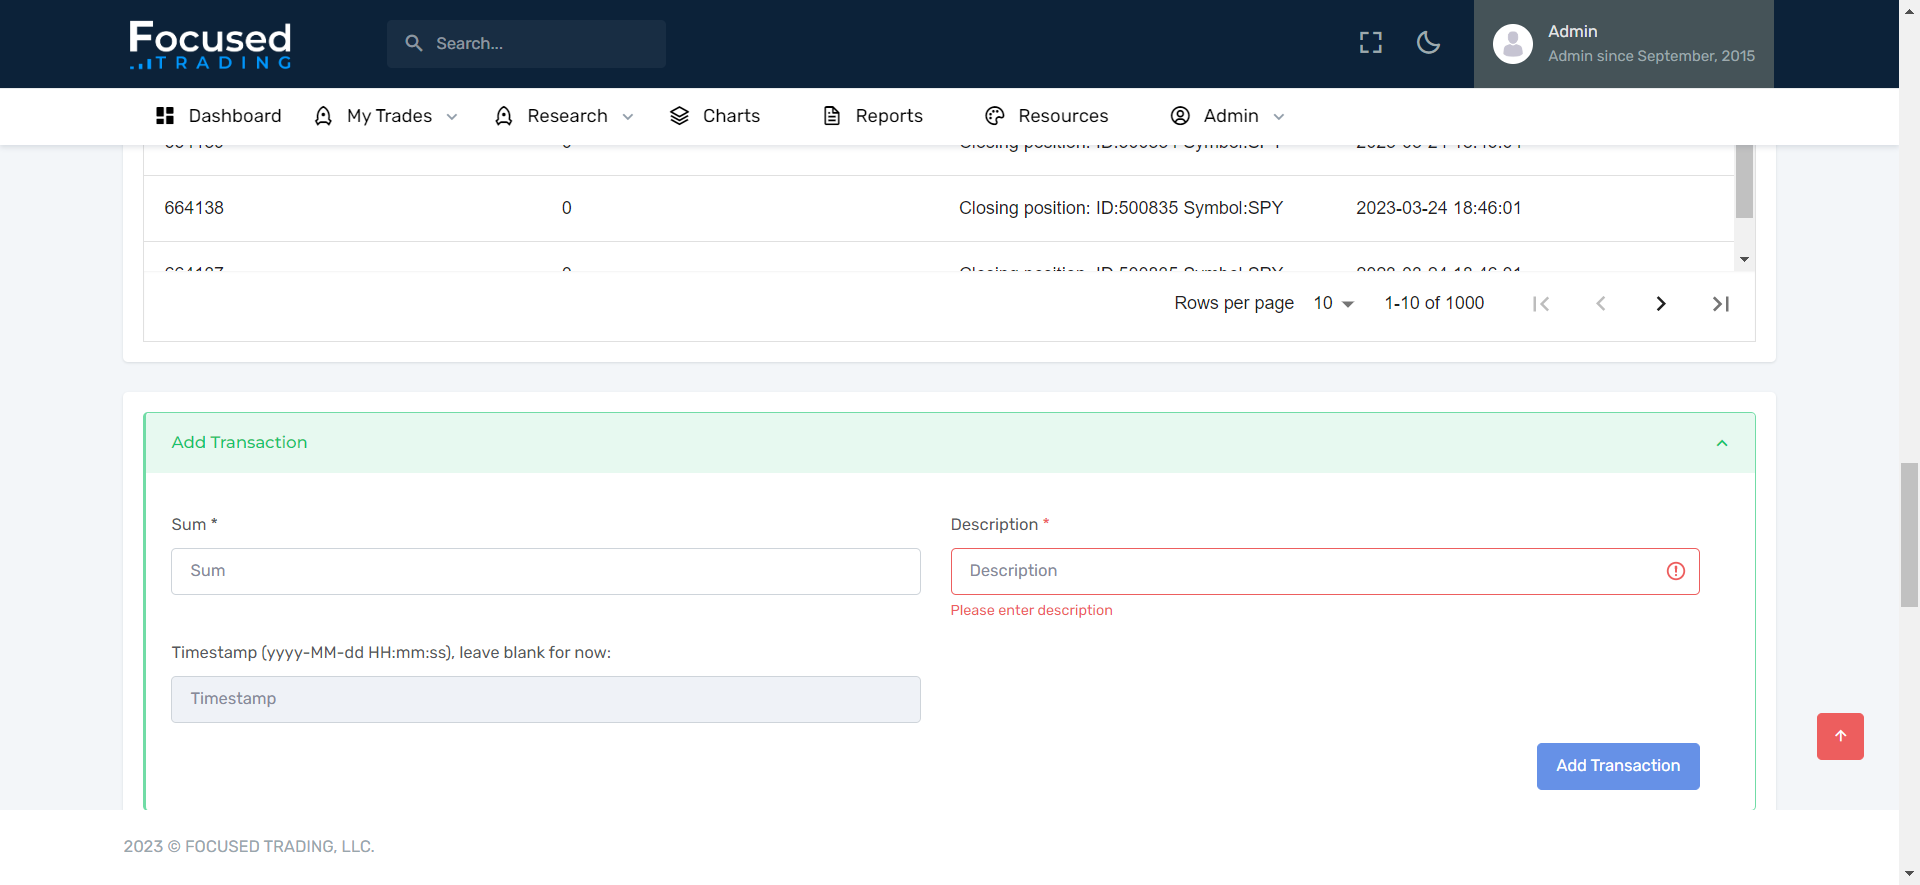 Focused
TRADING
Search...
Admin
Admin since September, 2015
Dashboard
My Trades
Research
Charts
Reports
Resources
Admin
664138 0 Closing position: ID:500835 Symbol:SPY 2023-03-24 18:46:01
Rows per page 10 1-10 of 1000
Add Transaction
Sum *
Description *
Sum
Description
Please enter description
Timestamp (yyyy-MM-dd HH:mm:ss), leave blank for now:
Timestamp
Add Transaction
2023 © FOCUSED TRADING, LLC.